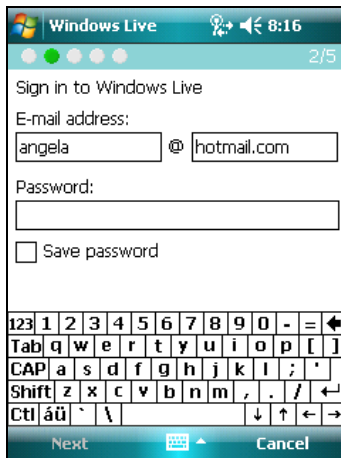 Windows Live 8:16
2/5
Sign in to Windows Live
E-mail address:
angela @ hotmail.com
Password:
Save password
123 1 2 3 4 5 6 7 8 9 0 - = 🡄
Tab q w e r t y u i o p [ ]
CAP a s d f g h j k l ; '
Shift z x c v b n m , . / ↵
Ctl áü ` \ ↓ ↑ ← →
Next Cancel